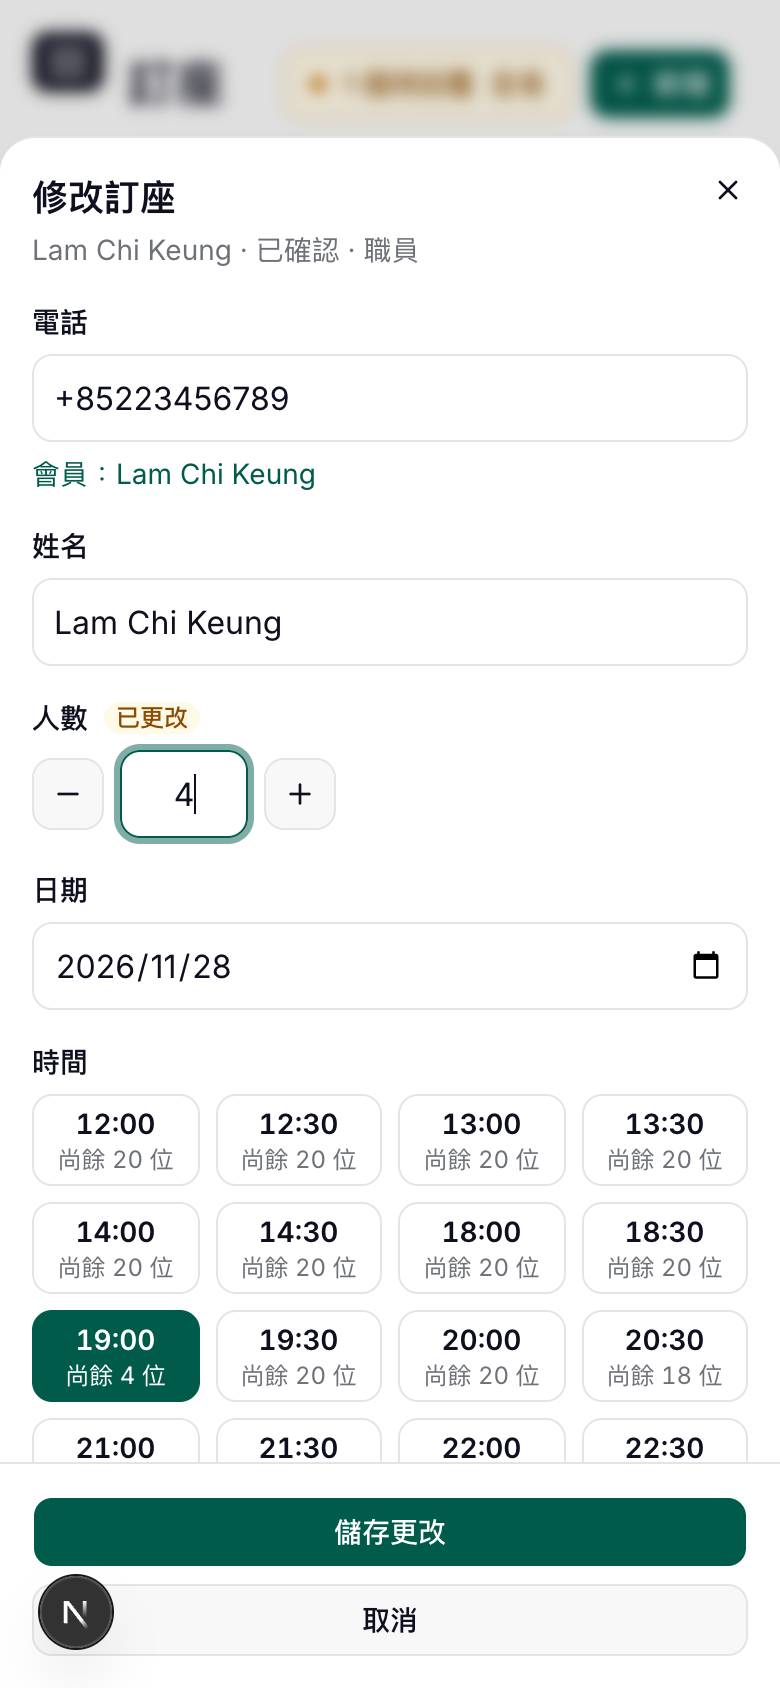 修改訂座
Lam Chi Keung · 已確認 · 職員
電話
+85223456789
會員：Lam Chi Keung
姓名
Lam Chi Keung
人數 已更改
− 4 +
日期
2026/11/28
時間
12:00 12:30 13:00 13:30
尚餘 20 位 尚餘 20 位 尚餘 20 位 尚餘 20 位
14:00 14:30 18:00 18:30
尚餘 20 位 尚餘 20 位 尚餘 20 位 尚餘 20 位
19:00 19:30 20:00 20:30
尚餘 4 位 尚餘 20 位 尚餘 20 位 尚餘 18 位
21:00 21:30 22:00 22:30
儲存更改
N 取消